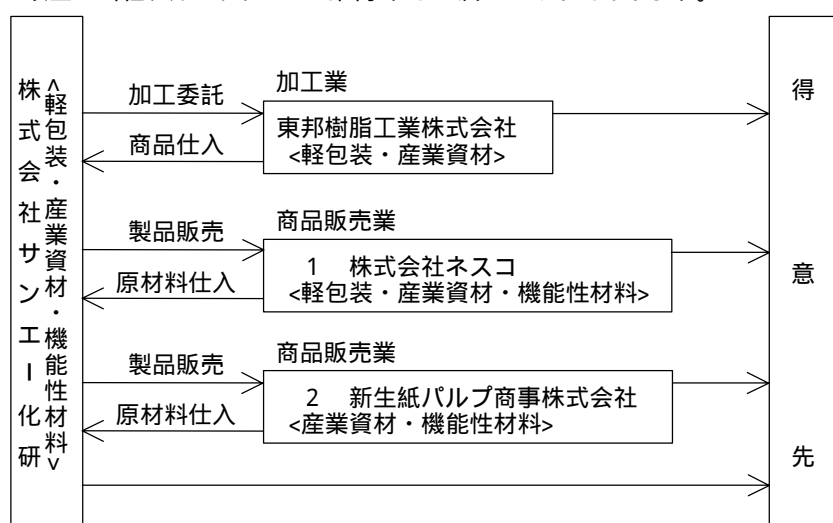 株式会社サンエー化研
<軽包装・産業資材・機能性材料>
加工委託
商品仕入
加工業
東邦樹脂工業株式会社
<軽包装・産業資材>
製品販売
原材料仕入
商品販売業
1 株式会社ネスコ
<軽包装・産業資材・機能性材料>
製品販売
原材料仕入
商品販売業
2 新生紙パルプ商事株式会社
<産業資材・機能性材料>
得意先